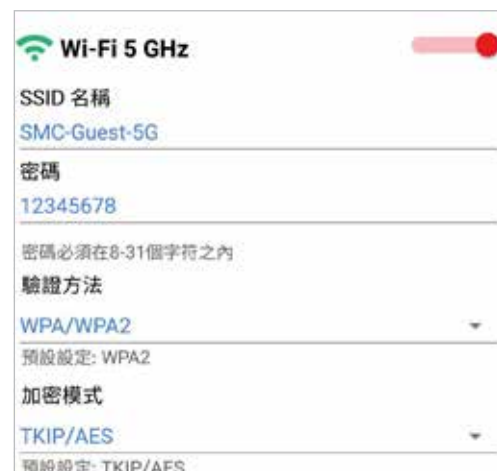 Wi-Fi 5 GHz
SSID 名稱
SMC-Guest-5G
密碼
12345678
密碼必須在8-31個字符之內
驗證方法
WPA/WPA2
預設設定: WPA2
加密模式
TKIP/AES
預設設定: TKIP/AES